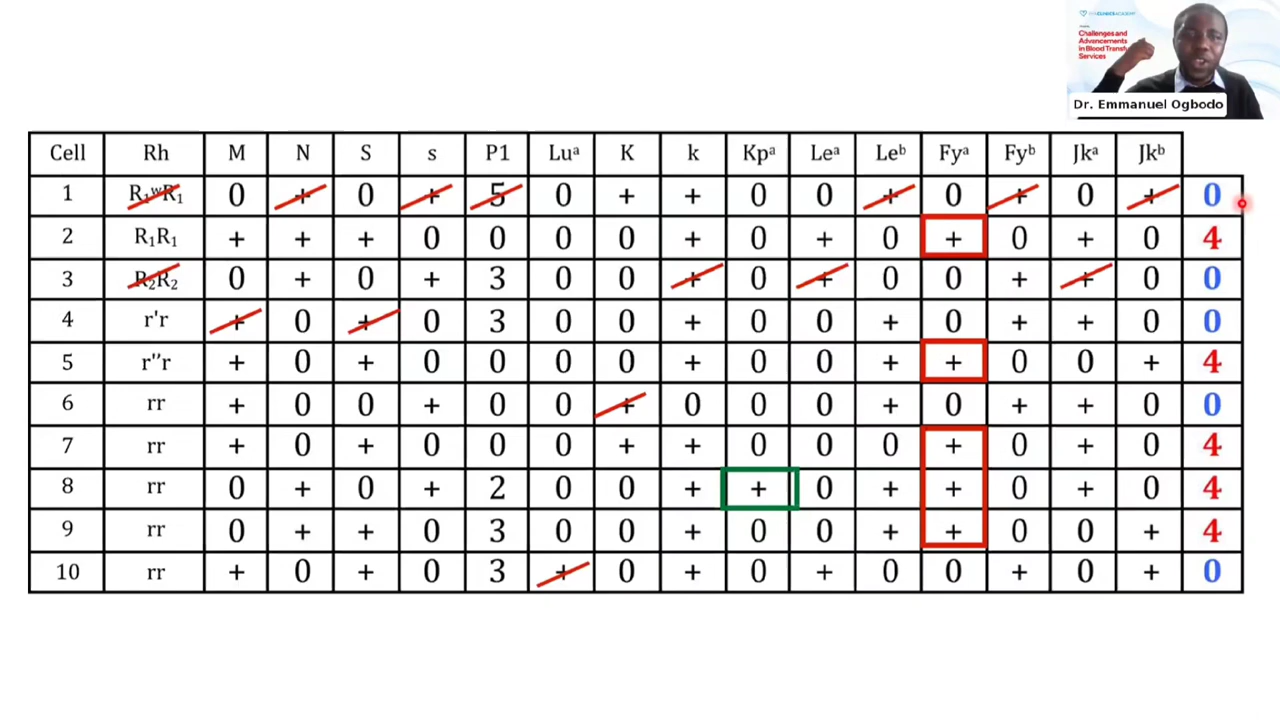 Challenges and
Advancements
in Blood Transfu
Services
Dr. Emmanuel Ogbodo
Cell Rh M N S s P1 Luᵃ K k Kpᵃ Leᵃ Leᵇ Fyᵃ Fyᵇ Jkᵃ Jkᵇ
1 R₁ʷR₁ 0 + 0 + 5 0 + + 0 0 + 0 + 0 + 0
2 R₁R₁ + + + 0 0 0 0 + 0 + 0 + 0 + 0 4
3 R₂R₂ 0 + 0 + 3 0 0 + 0 + 0 0 + + 0 0
4 r'r + 0 + 0 3 0 0 + 0 0 + 0 + + 0 0
5 r''r + 0 + 0 0 0 0 + 0 0 + + 0 0 + 4
6 rr + 0 0 + 0 0 + 0 0 0 + 0 + + 0 0
7 rr + 0 + 0 0 0 + + 0 0 0 + 0 + 0 4
8 rr 0 + 0 + 2 0 0 + + 0 + + 0 + 0 4
9 rr 0 + + 0 3 0 0 + 0 0 + + 0 0 + 4
10 rr + 0 + 0 3 + 0 + 0 + 0 0 + 0 + 0